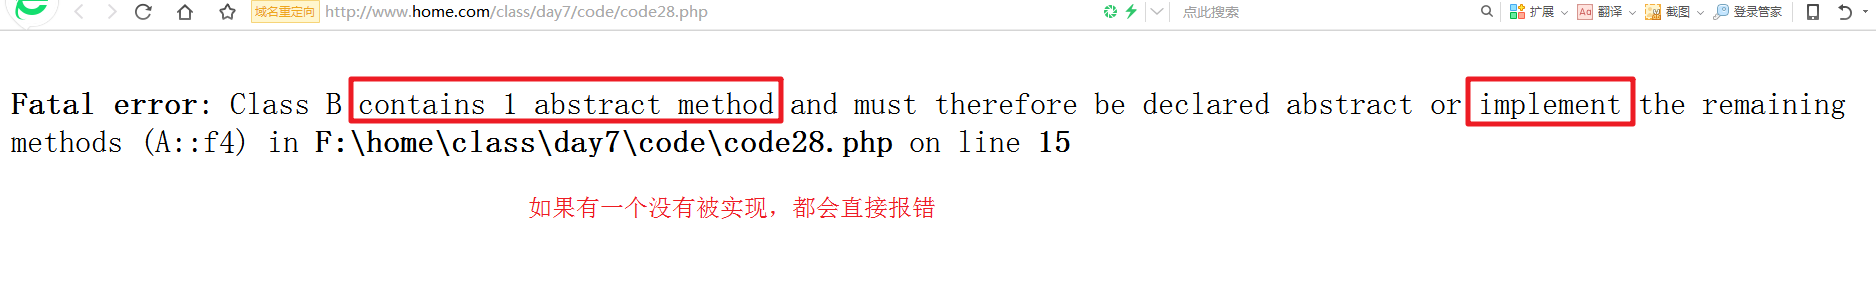 域名重定向 http://www.home.com/class/day7/code/code28.php 点此搜索 扩展 Aa 翻译 截图 登录管家
Fatal error: Class B contains 1 abstract method and must therefore be declared abstract or implement the remaining
methods (A::f4) in F:\home\class\day7\code\code28.php on line 15
如果有一个没有被实现，都会直接报错